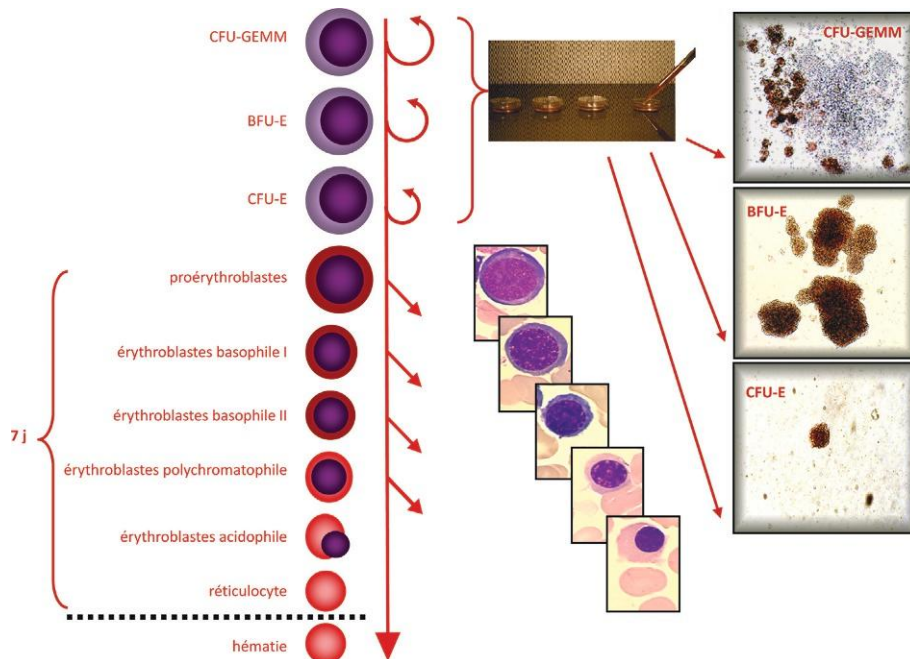 CFU-GEMM
BFU-E
CFU-E
proérythroblastes
érythroblastes basophile I
érythroblastes basophile II
7 j
érythroblastes polychromatophile
érythroblastes acidophile
réticulocyte
hématie
CFU-GEMM
BFU-E
CFU-E